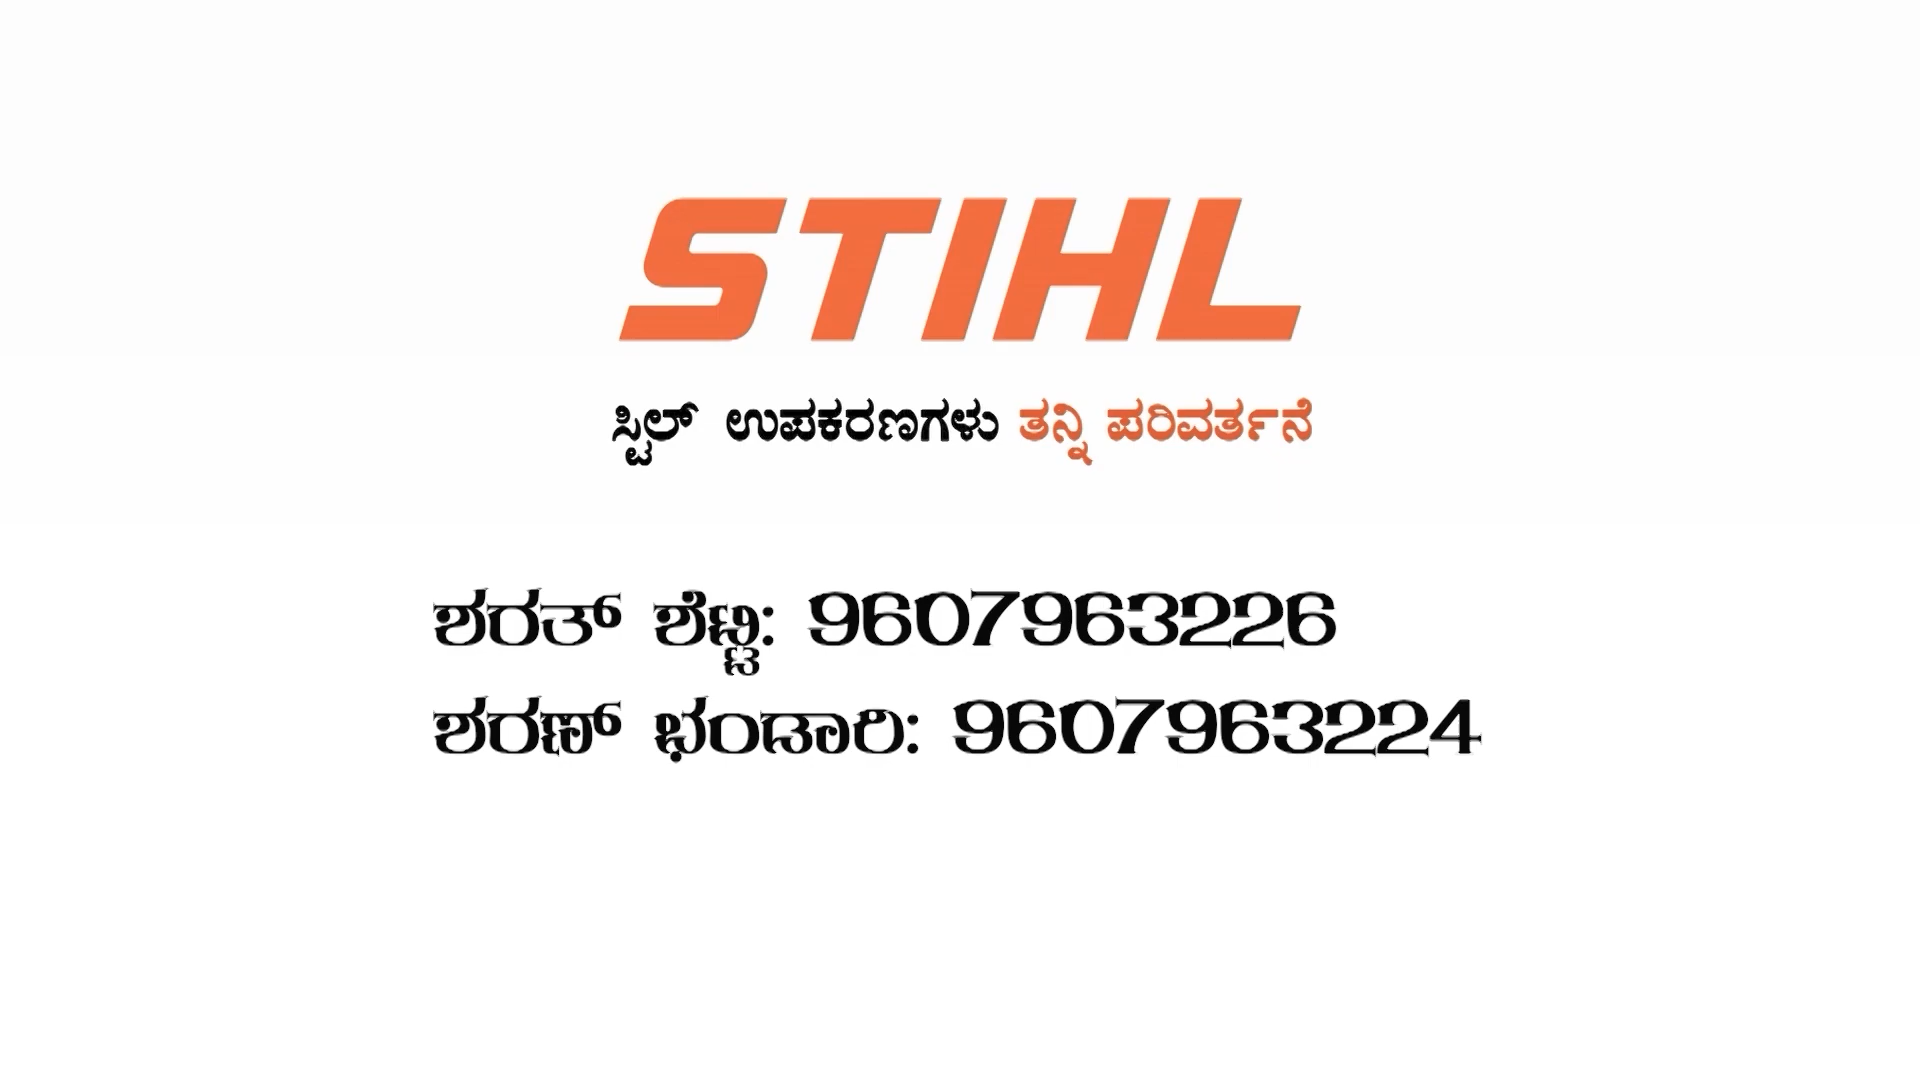 STIHL
ಸ್ಟಿಲ್ ಉಪಕರಣಗಳು ತನ್ನಿ ಪರಿವರ್ತನೆ
ಶರತ್ ಶೆಟ್ಟಿ: 9607963226
ಶರಣ್ ಭಂಡಾರಿ: 9607963224